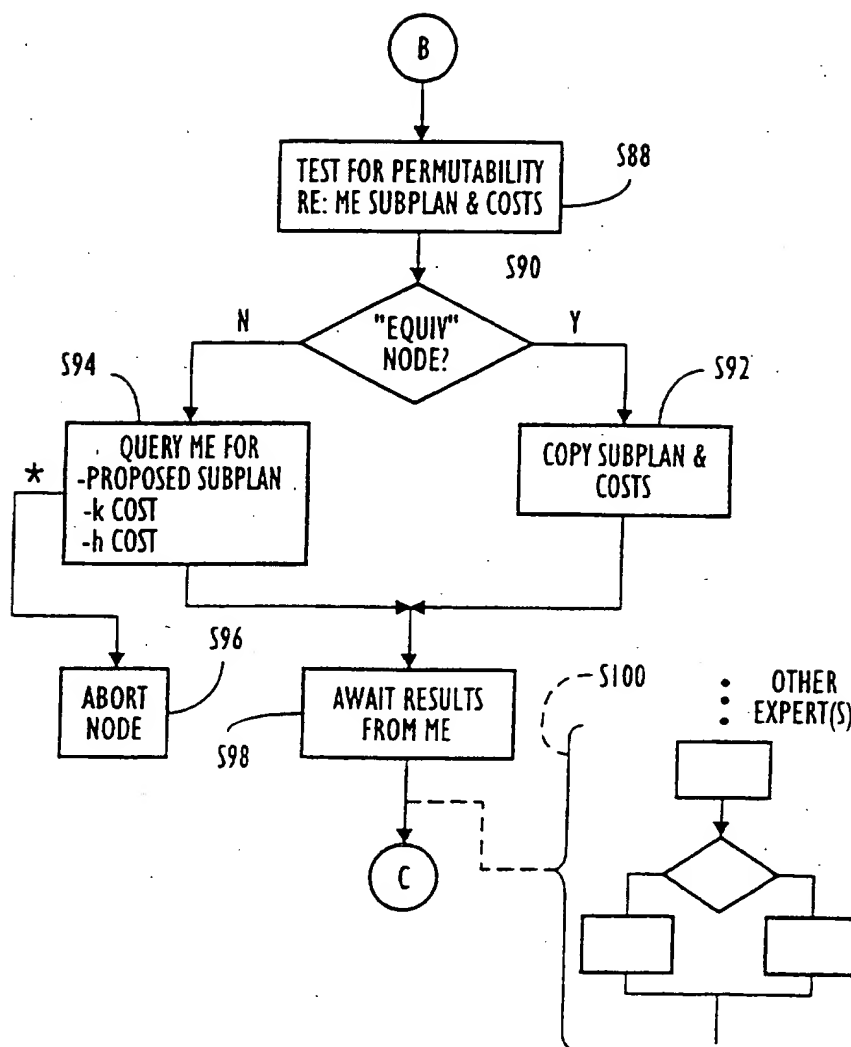 B
TEST FOR PERMUTABILITY
RE: ME SUBPLAN & COSTS
S88
S90
N
"EQUIV"
NODE?
Y
S94
S92
QUERY ME FOR
-PROPOSED SUBPLAN
-k COST
-h COST
*
COPY SUBPLAN &
COSTS
S96
ABORT
NODE
AWAIT RESULTS
FROM ME
S98
S100
OTHER
EXPERT(S)
C